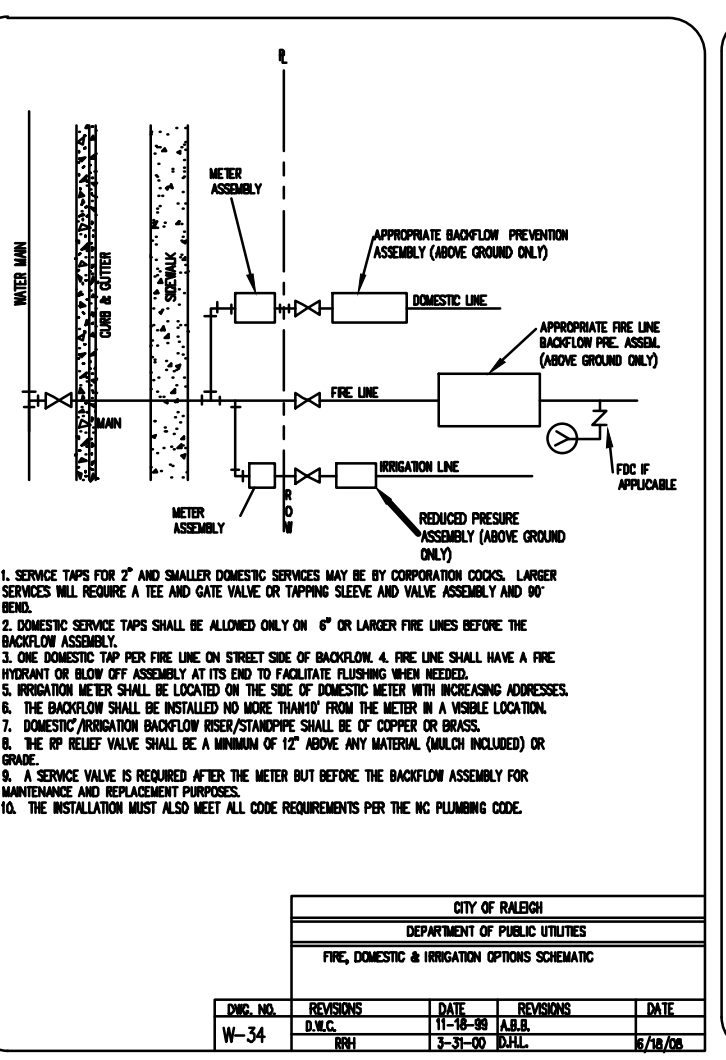 PL
METER
ASSEMBLY
APPROPRIATE BACKFLOW PREVENTION
ASSEMBLY (ABOVE GROUND ONLY)
WATER MAIN
CURB & GUTTER
SIDEWALK
DOMESTIC LINE
APPROPRIATE FIRE LINE
BACKFLOW PRE. ASSEM.
(ABOVE GROUND ONLY)
FIRE LINE
MAIN
IRRIGATION LINE
FDC IF
APPLICABLE
METER
ASSEMBLY
R
O
W
REDUCED PRESURE
ASSEMBLY (ABOVE GROUND
ONLY)
1. SERVICE TAPS FOR 2" AND SMALLER DOMESTIC SERVICES MAY BE BY CORPORATION COCKS. LARGER
SERVICES WILL REQUIRE A TEE AND GATE VALVE OR TAPPING SLEEVE AND VALVE ASSEMBLY AND 90°
BEND.
2. DOMESTIC SERVICE TAPS SHALL BE ALLOWED ONLY ON 6" OR LARGER FIRE LINES BEFORE THE
BACKFLOW ASSEMBLY.
3. ONE DOMESTIC TAP PER FIRE LINE ON STREET SIDE OF BACKFLOW. 4. FIRE LINE SHALL HAVE A FIRE
HYDRANT OR BLOW OFF ASSEMBLY AT ITS END TO FACILITATE FLUSHING WHEN NEEDED.
5. IRRIGATION METER SHALL BE LOCATED ON THE SIDE OF DOMESTIC METER WITH INCREASING ADDRESSES.
6. THE BACKFLOW SHALL BE INSTALLED NO MORE THAN10' FROM THE METER IN A VISIBLE LOCATION.
7. DOMESTIC'/IRRIGATION BACKFLOW RISER/STANDPIPE SHALL BE OF COPPER OR BRASS.
8. THE RP RELIEF VALVE SHALL BE A MINIMUM OF 12" ABOVE ANY MATERIAL (MULCH INCLUDED) OR
GRADE.
9. A SERVICE VALVE IS REQUIRED AFTER THE METER BUT BEFORE THE BACKFLOW ASSEMBLY FOR
MAINTENANCE AND REPLACEMENT PURPOSES.
10. THE INSTALLATION MUST ALSO MEET ALL CODE REQUIREMENTS PER THE NC PLUMBING CODE.
CITY OF RALEIGH
DEPARTMENT OF PUBLIC UTILITIES
FIRE, DOMESTIC & IRRIGATION OPTIONS SCHEMATIC
DWG. NO. REVISIONS DATE REVISIONS DATE
W-34 D.W.C. 11-18-99 A.B.B.
RRH 3-31-00 D.H.L. 6/18/08